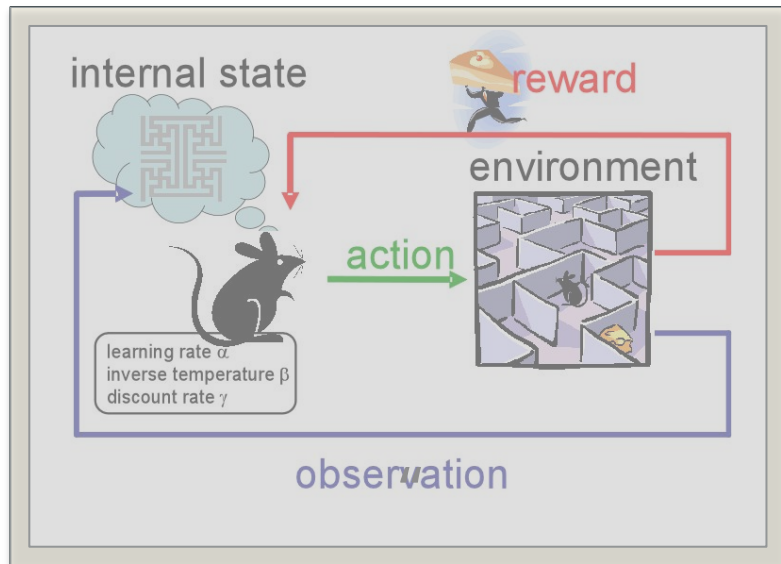 internal state
reward
environment
action
learning rate α
inverse temperature β
discount rate γ
observation